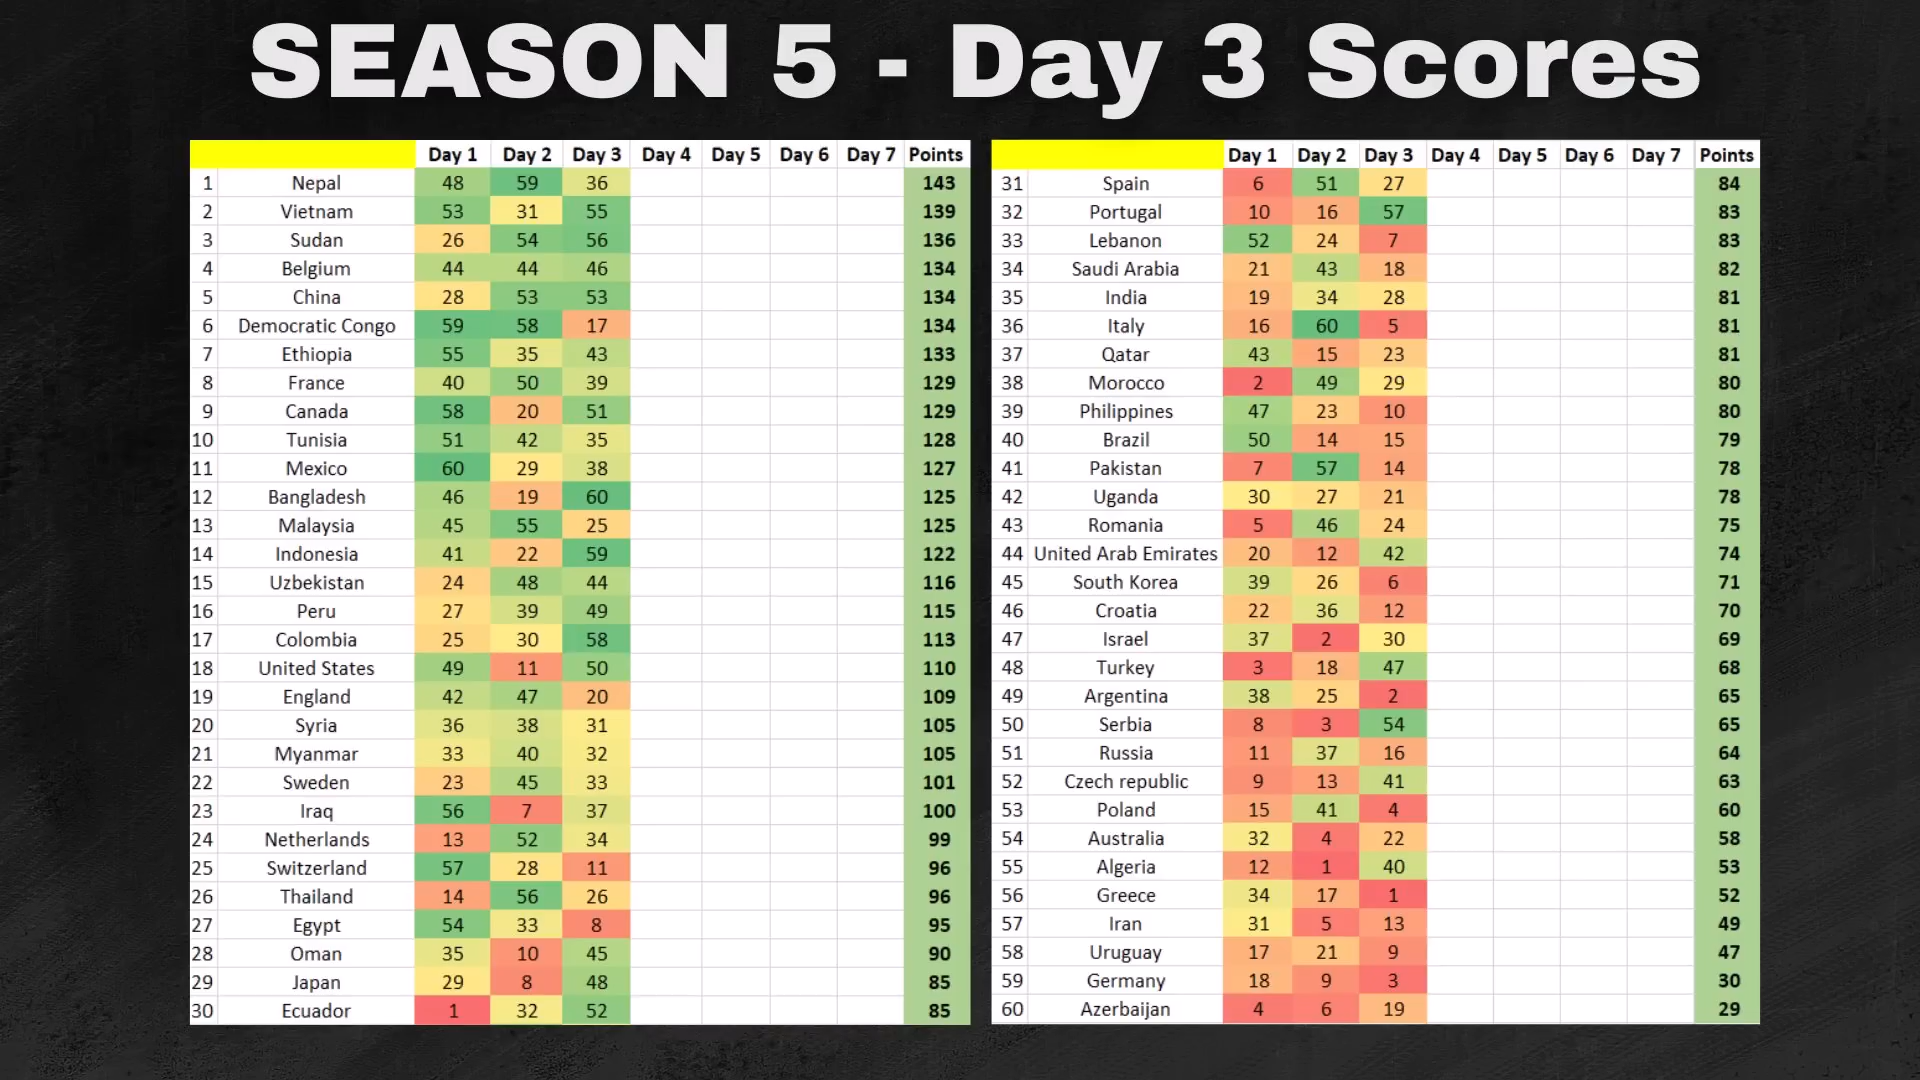 SEASON 5 - Day 3 Scores
Day 1 Day 2 Day 3 Day 4 Day 5 Day 6 Day 7 Points
1 Nepal 48 59 36 143
2 Vietnam 53 31 55 139
3 Sudan 26 54 56 136
4 Belgium 44 44 46 134
5 China 28 53 53 134
6 Democratic Congo 59 58 17 134
7 Ethiopia 55 35 43 133
8 France 40 50 39 129
9 Canada 58 20 51 129
10 Tunisia 51 42 35 128
11 Mexico 60 29 38 127
12 Bangladesh 46 19 60 125
13 Malaysia 45 55 25 125
14 Indonesia 41 22 59 122
15 Uzbekistan 24 48 44 116
16 Peru 27 39 49 115
17 Colombia 25 30 58 113
18 United States 49 11 50 110
19 England 42 47 20 109
20 Syria 36 38 31 105
21 Myanmar 33 40 32 105
22 Sweden 23 45 33 101
23 Iraq 56 7 37 100
24 Netherlands 13 52 34 99
25 Switzerland 57 28 11 96
26 Thailand 14 56 26 96
27 Egypt 54 33 8 95
28 Oman 35 10 45 90
29 Japan 29 8 48 85
30 Ecuador 1 32 52 85
Day 1 Day 2 Day 3 Day 4 Day 5 Day 6 Day 7 Points
31 Spain 6 51 27 84
32 Portugal 10 16 57 83
33 Lebanon 52 24 7 83
34 Saudi Arabia 21 43 18 82
35 India 19 34 28 81
36 Italy 16 60 5 81
37 Qatar 43 15 23 81
38 Morocco 2 49 29 80
39 Philippines 47 23 10 80
40 Brazil 50 14 15 79
41 Pakistan 7 57 14 78
42 Uganda 30 27 21 78
43 Romania 5 46 24 75
44 United Arab Emirates 20 12 42 74
45 South Korea 39 26 6 71
46 Croatia 22 36 12 70
47 Israel 37 2 30 69
48 Turkey 3 18 47 68
49 Argentina 38 25 2 65
50 Serbia 8 3 54 65
51 Russia 11 37 16 64
52 Czech republic 9 13 41 63
53 Poland 15 41 4 60
54 Australia 32 4 22 58
55 Algeria 12 1 40 53
56 Greece 34 17 1 52
57 Iran 31 5 13 49
58 Uruguay 17 21 9 47
59 Germany 18 9 3 30
60 Azerbaijan 4 6 19 29